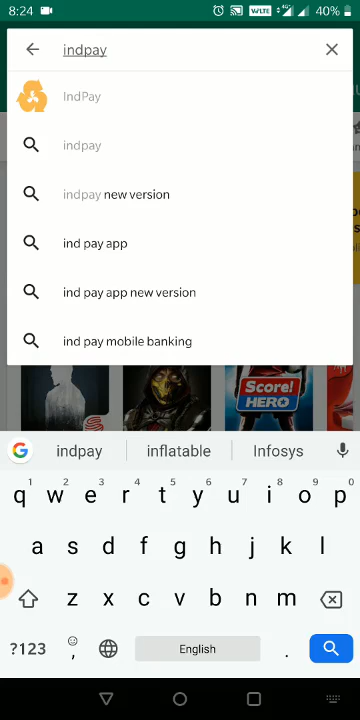 8:24
VoLTE 4G 40%
indpay
IndPay
indpay
indpay new version
ind pay app
ind pay app new version
ind pay mobile banking
Score!
HERO
indpay inflatable Infosys
1 2 3 4 5 6 7 8 9 0
q w e r t y u i o p
a s d f g h j k l
z x c v b n m
?123 , English .